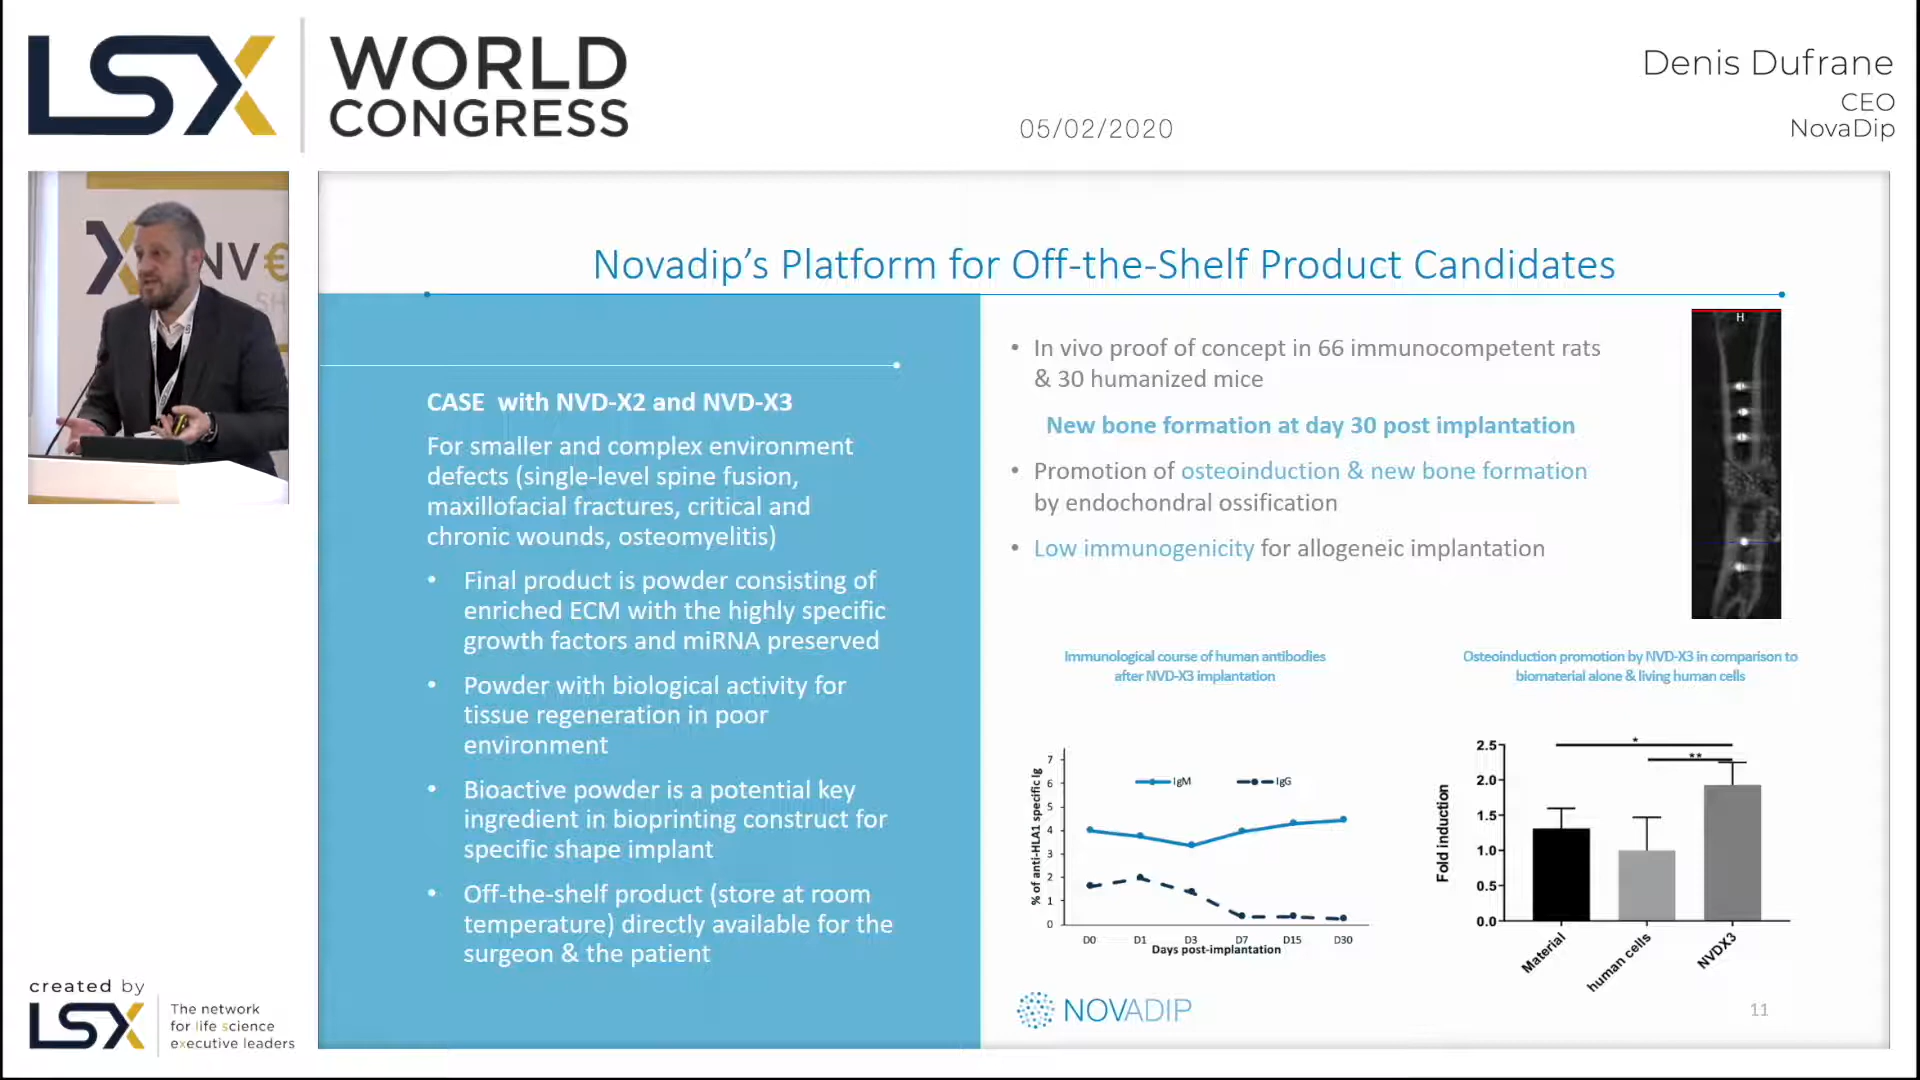 LSX
WORLD
CONGRESS
05/02/2020
Denis Dufrane
CEO
NovaDip
NV€
Novadip's Platform for Off-the-Shelf Product Candidates
CASE with NVD-X2 and NVD-X3
For smaller and complex environment
defects (single-level spine fusion,
maxillofacial fractures, critical and
chronic wounds, osteomyelitis)
• Final product is powder consisting of
enriched ECM with the highly specific
growth factors and miRNA preserved
• Powder with biological activity for
tissue regeneration in poor
environment
• Bioactive powder is a potential key
ingredient in bioprinting construct for
specific shape implant
• Off-the-shelf product (store at room
temperature) directly available for the
surgeon & the patient
• In vivo proof of concept in 66 immunocompetent rats
& 30 humanized mice
New bone formation at day 30 post implantation
• Promotion of osteoinduction & new bone formation
by endochondral ossification
• Low immunogenicity for allogeneic implantation
H
Immunological course of human antibodies
after NVD-X3 implantation
% of anti-HLA1 specific Ig
7
6
5
4
3
2
1
0
IgM
IgG
D0 D1 D3 D7 D15 D30
Days post-implantation
Osteoinduction promotion by NVD-X3 in comparison to
biomaterial alone & living human cells
Fold induction
2.5
2.0
1.5
1.0
0.5
0.0
*
**
Material
human cells
NVDX3
NOVADIP
11
created by
LSX
The network
for life science
executive leaders